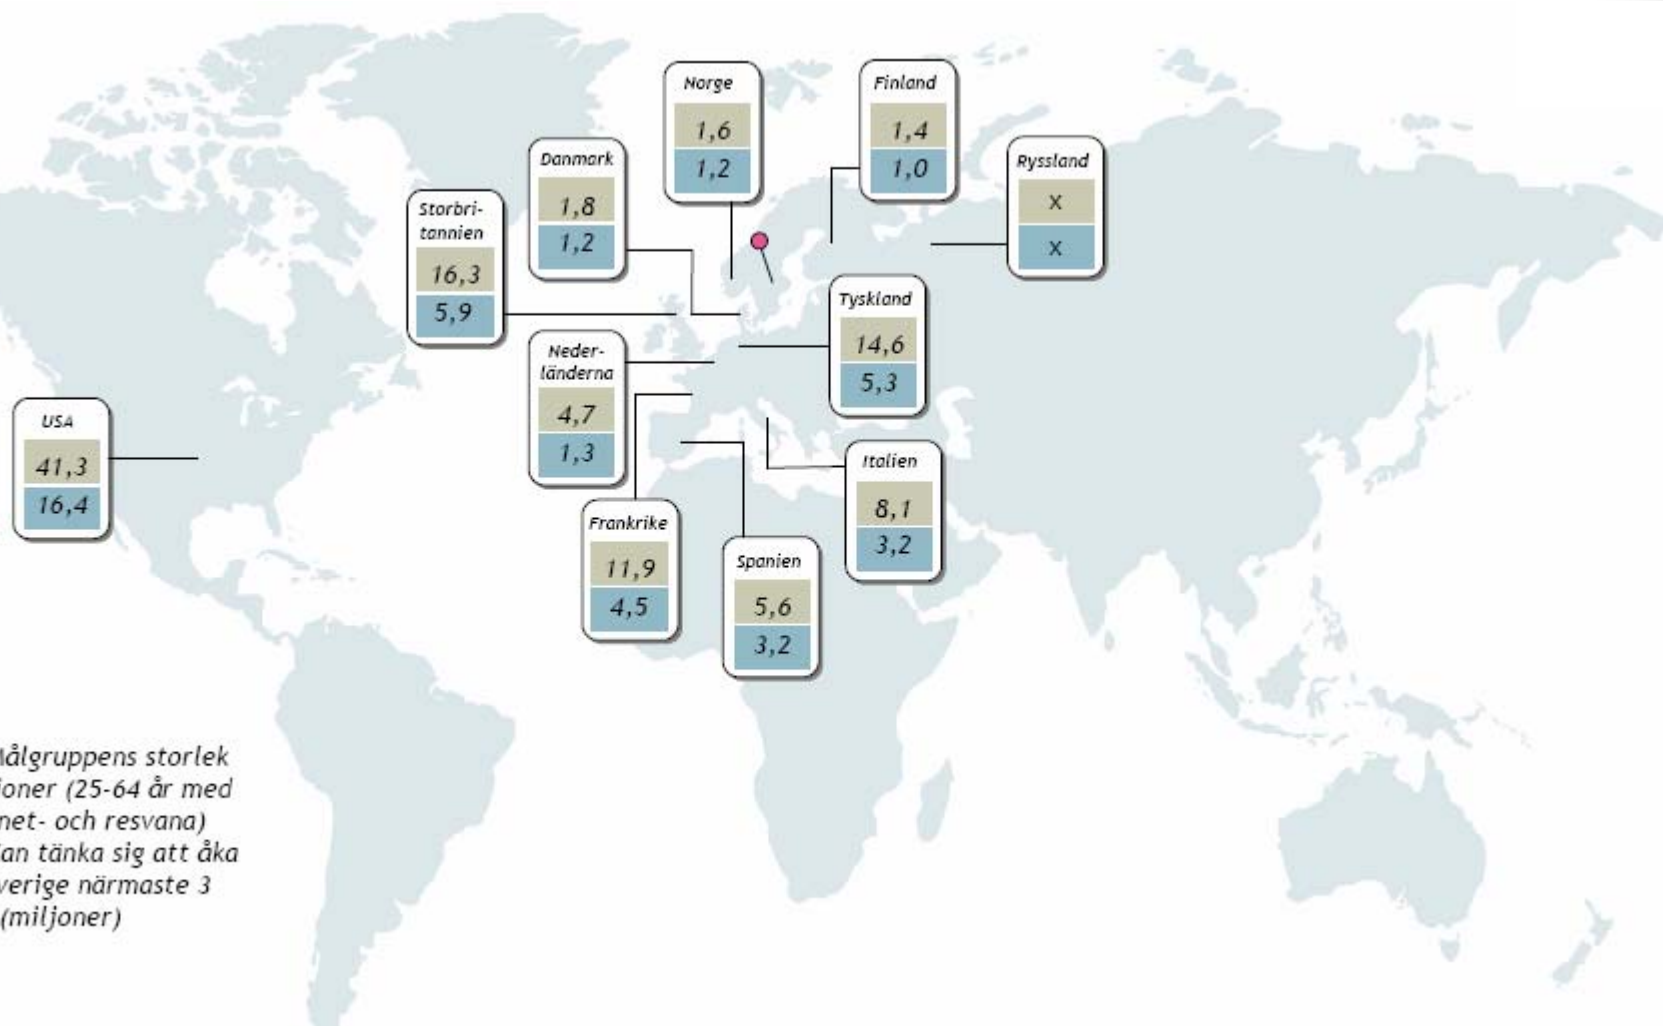 Norge
1,6
1,2
Finland
1,4
1,0
Danmark
1,8
1,2
Ryssland
x
x
Storbri-
tannien
16,3
5,9
Tyskland
14,6
5,3
Neder-
länderna
4,7
1,3
USA
41,3
16,4
Italien
8,1
3,2
Frankrike
11,9
4,5
Spanien
5,6
3,2
ålgruppens storlek
oner (25-64 år med
net- och resvana)
an tänka sig att åka
verige närmaste 3
(miljoner)